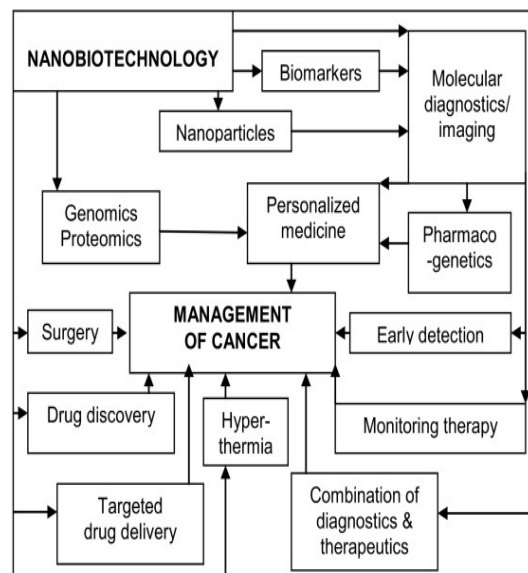 NANOBIOTECHNOLOGY
Biomarkers
Molecular
diagnostics/
imaging
Nanoparticles
Genomics
Proteomics
Personalized
medicine
Pharmaco
-genetics
Surgery
MANAGEMENT
OF CANCER
Early detection
Drug discovery
Hyper-
thermia
Monitoring therapy
Targeted
drug delivery
Combination of
diagnostics &
therapeutics